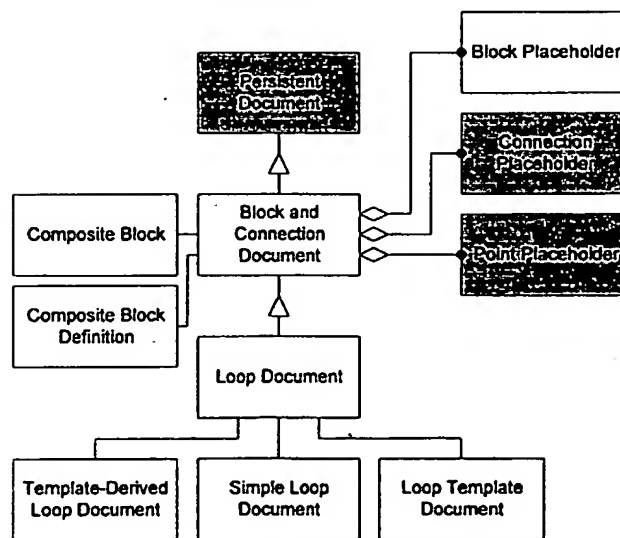 Persistent
Document
Block Placeholder
Connection
Placeholder
Block and
Connection
Document
Composite Block
Point Placeholder
Composite Block
Definition
Loop Document
Template-Derived
Loop Document
Simple Loop
Document
Loop Template
Document